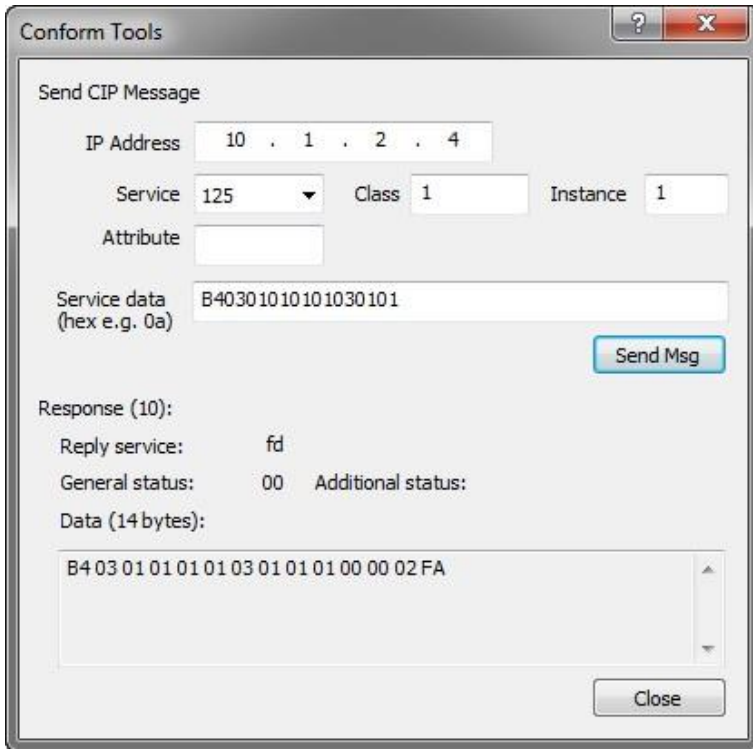 Conform Tools ?
Send CIP Message
IP Address 10 . 1 . 2 . 4
Service 125 Class 1 Instance 1
Attribute
Service data B40301010101030101
(hex e.g. 0a)
Send Msg
Response (10):
Reply service: fd
General status: 00 Additional status:
Data (14 bytes):
B4 03 01 01 01 01 03 01 01 01 00 00 02 FA
Close